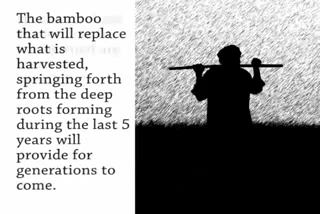 The bamboo
that will replace
what is
harvested,
springing forth
from the deep
roots forming
during the last 5
years will
provide for
generations to
come.